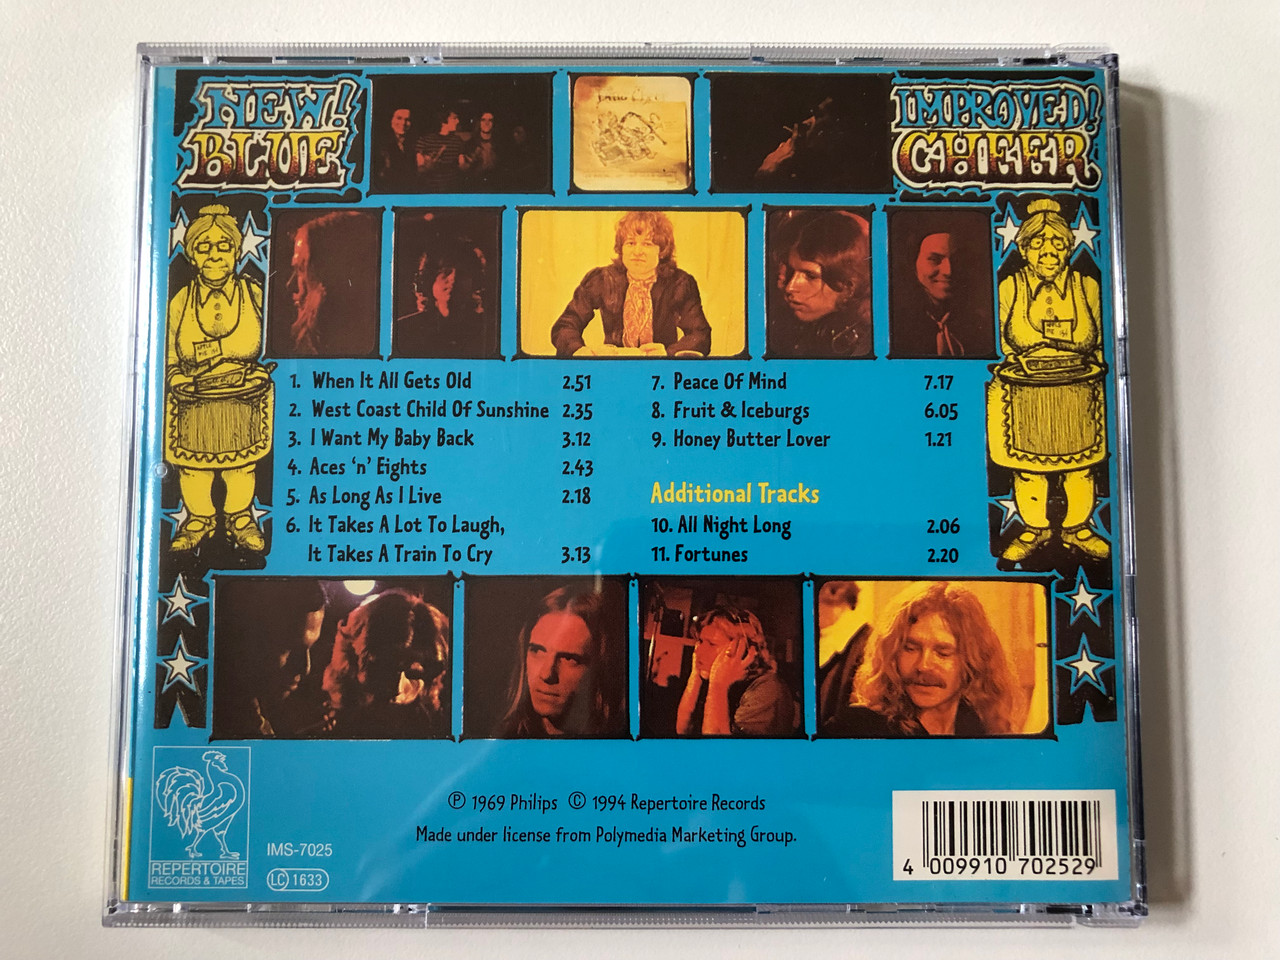 NEW!
BLUE
IMPROVED!
CHEER
APPLE
PIE 15¢
1. When It All Gets Old 2.51
2. West Coast Child Of Sunshine 2.35
3. I Want My Baby Back 3.12
4. Aces ‘n’ Eights 2.43
5. As Long As I Live 2.18
6. It Takes A Lot To Laugh,
It Takes A Train To Cry 3.13
7. Peace Of Mind 7.17
8. Fruit & Iceburgs 6.05
9. Honey Butter Lover 1.21
Additional Tracks
10. All Night Long 2.06
11. Fortunes 2.20
℗ 1969 Philips © 1994 Repertoire Records
Made under license from Polymedia Marketing Group.
REPERTOIRE
RECORDS & TAPES
IMS-7025
LC 1633
4 009910 702529